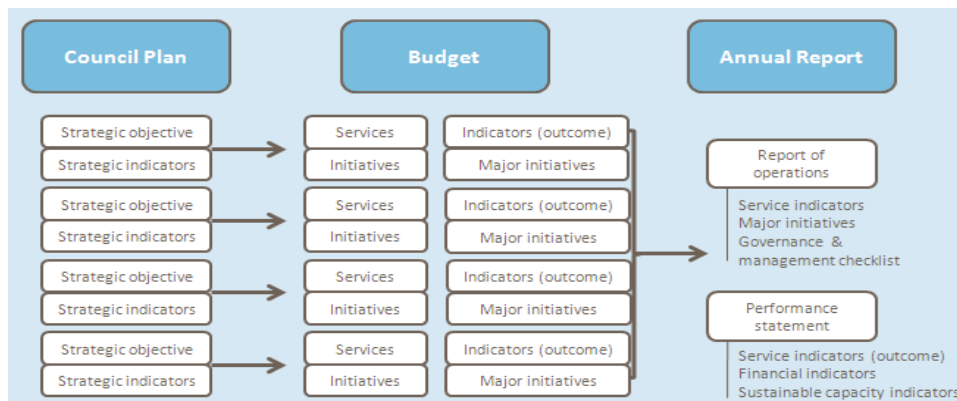 Council Plan
Budget
Annual Report
Strategic objective
Strategic indicators
Services
Initiatives
Indicators (outcome)
Major initiatives
Strategic objective
Strategic indicators
Services
Initiatives
Indicators (outcome)
Major initiatives
Strategic objective
Strategic indicators
Services
Initiatives
Indicators (outcome)
Major initiatives
Strategic objective
Strategic indicators
Services
Initiatives
Indicators (outcome)
Major initiatives
Report of
operations
Service indicators
Major initiatives
Governance &
management checklist
Performance
statement
Service indicators (outcome)
Financial indicators
Sustainable capacity indicators